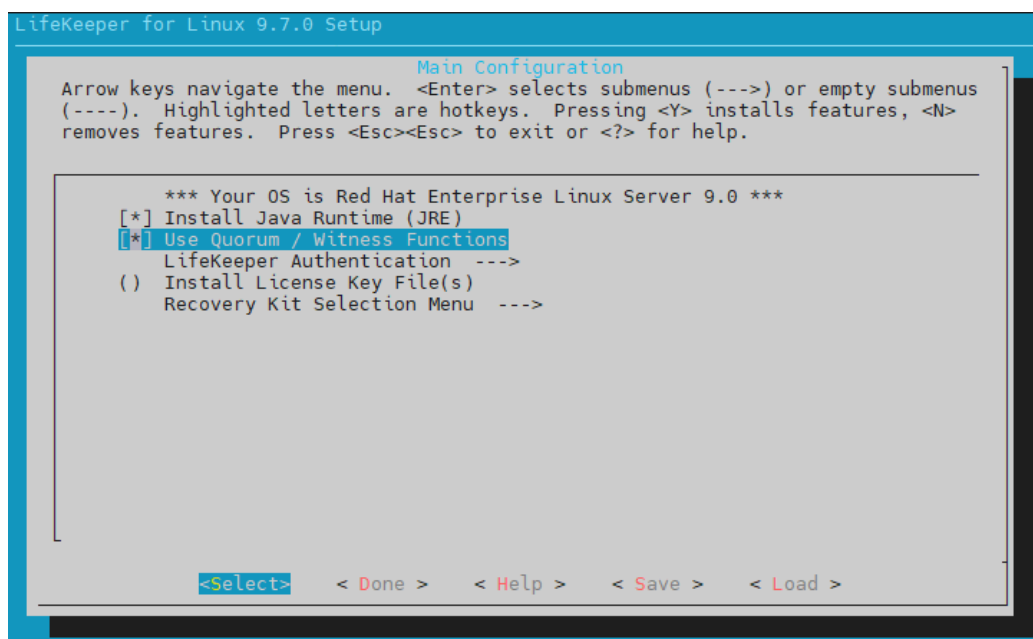 LifeKeeper for Linux 9.7.0 Setup
Main Configuration
Arrow keys navigate the menu.  <Enter> selects submenus (--->) or empty submenus
(----).  Highlighted letters are hotkeys.  Pressing <Y> installs features, <N>
removes features.  Press <Esc><Esc> to exit or <?> for help.
*** Your OS is Red Hat Enterprise Linux Server 9.0 ***
[*] Install Java Runtime (JRE)
[*] Use Quorum / Witness Functions
LifeKeeper Authentication  --->
()  Install License Key File(s)
Recovery Kit Selection Menu  --->
<Select>    < Done >    < Help >    < Save >    < Load >